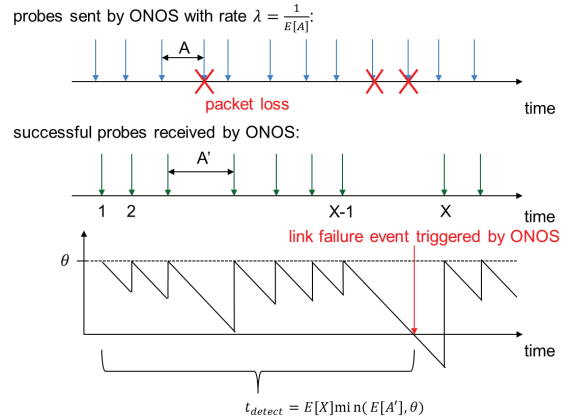 probes sent by ONOS with rate λ = 1/E[A]:
A
packet loss
time
successful probes received by ONOS:
A'
1 2 X-1 X
time
link failure event triggered by ONOS
θ
time
t_detect = E[X]min( E[A'], θ)